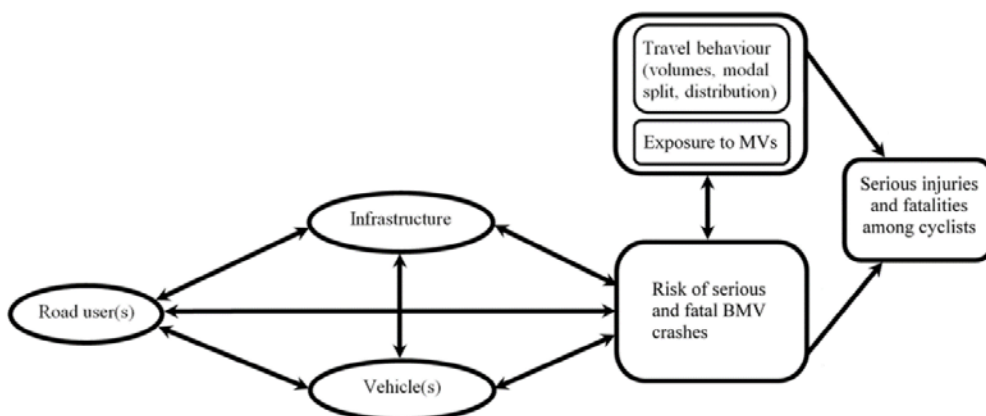 Travel behaviour
(volumes, modal
split, distribution)
Exposure to MVs
Serious injuries
and fatalities
among cyclists
Infrastructure
Road user(s)
Risk of serious
and fatal BMV
crashes
Vehicle(s)